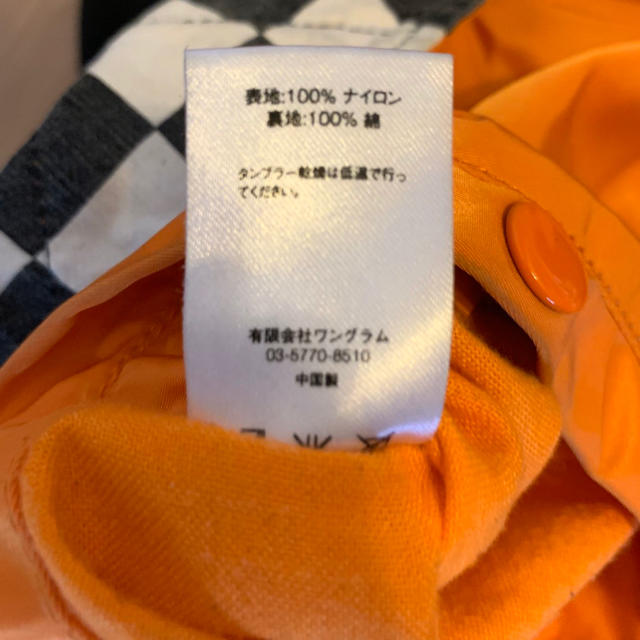 表地:100% ナイロン
裏地:100% 綿
タンブラー乾燥は低温で行っ
てください。
有限会社ワングラム
03-5770-8510
中国製